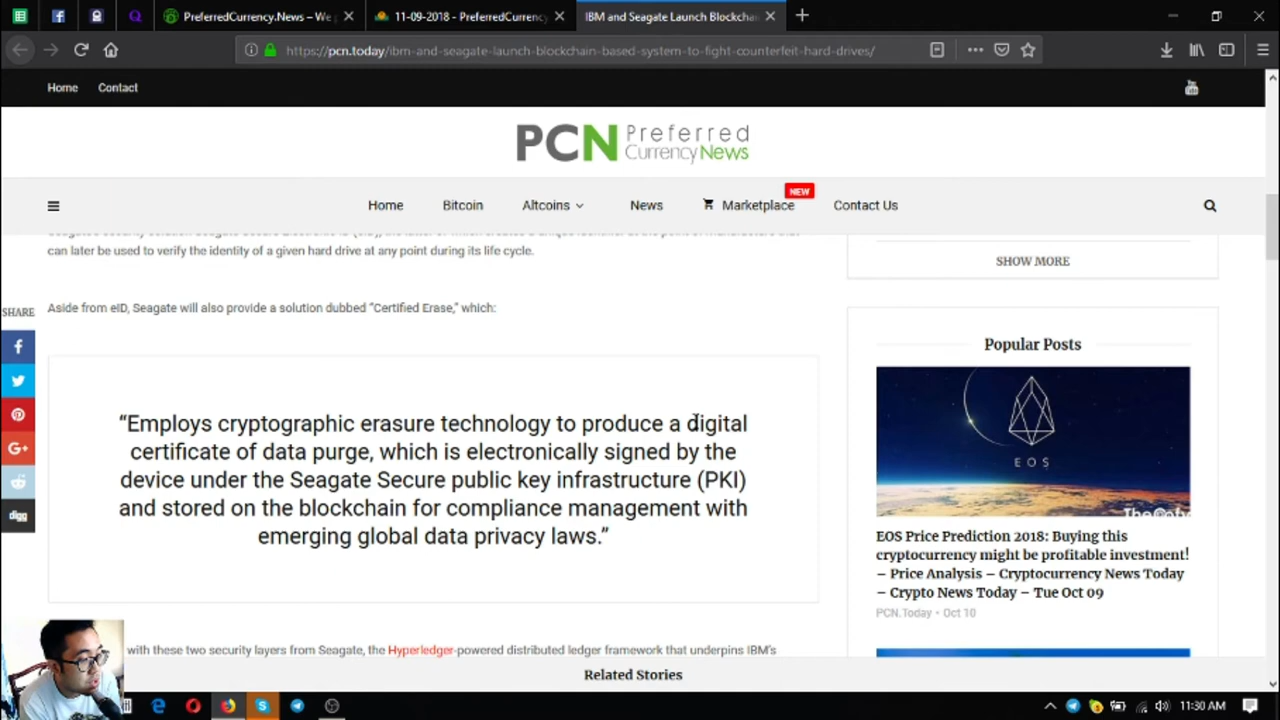 PreferredCurrency.News – We
11-09-2018 - PreferredCurrency
IBM and Seagate Launch Blockchai
https://pcn.today/ibm-and-seagate-launch-blockchain-based-system-to-fight-counterfeit-hard-drives/
Home Contact
PCN Preferred
CurrencyNews
NEW
Home Bitcoin Altcoins News Marketplace Contact Us
can later be used to verify the identity of a given hard drive at any point during its life cycle.
SHOW MORE
Aside from eID, Seagate will also provide a solution dubbed “Certified Erase,” which:
SHARE
“Employs cryptographic erasure technology to produce a digital
certificate of data purge, which is electronically signed by the
device under the Seagate Secure public key infrastructure (PKI)
and stored on the blockchain for compliance management with
emerging global data privacy laws.”
digg
Popular Posts
EOS
EOS Price Prediction 2018: Buying this
cryptocurrency might be profitable investment!
– Price Analysis – Cryptocurrency News Today
– Crypto News Today – Tue Oct 09
PCN.Today • Oct 10
with these two security layers from Seagate, the Hyperledger-powered distributed ledger framework that underpins IBM's
Related Stories
11:30 AM